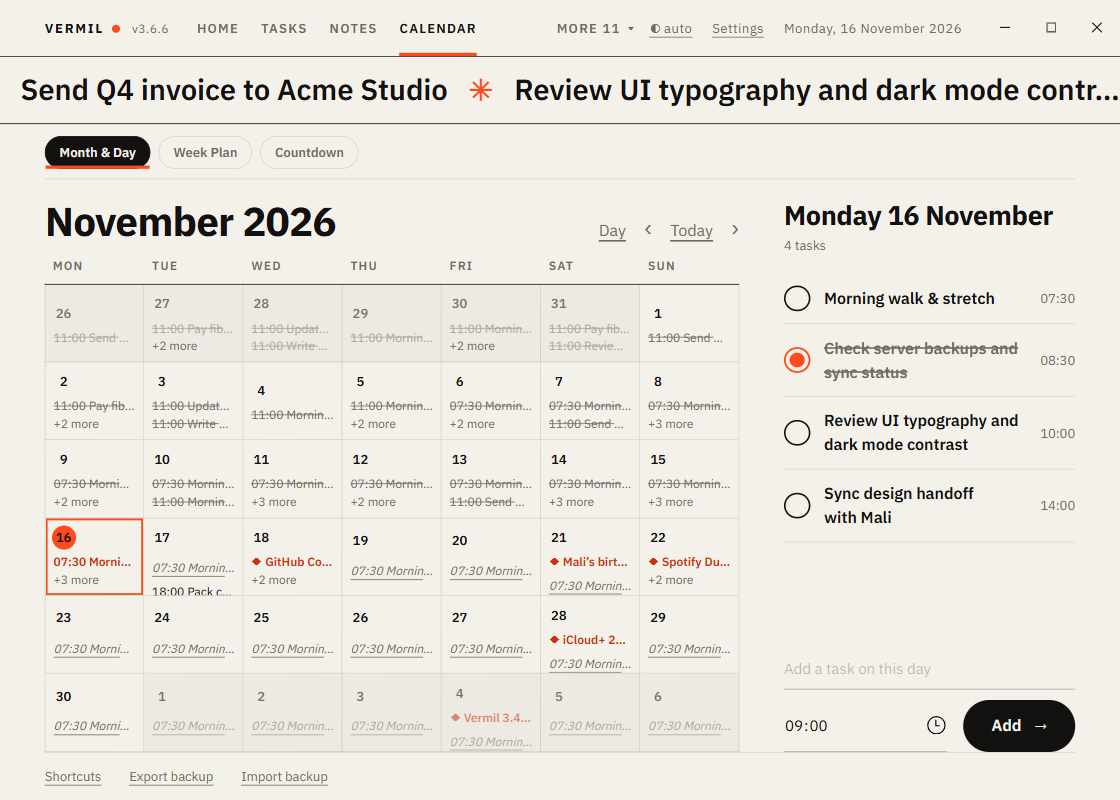 VERMIL v3.6.6 HOME TASKS NOTES CALENDAR MORE 11 auto Settings Monday, 16 November 2026
Send Q4 invoice to Acme Studio ✳ Review UI typography and dark mode contr...
Month & Day Week Plan Countdown
November 2026
Day ‹ Today ›
MON TUE WED THU FRI SAT SUN
26 27 28 29 30 31 1
11:00 Send ... 11:00 Pay fib... 11:00 Updat... 11:00 Mornin... 11:00 Mornin... 11:00 Pay fib... 11:00 Send ...
+2 more 11:00 Write ... +2 more 11:00 Revie...
2 3 4 5 6 7 8
11:00 Pay fib... 11:00 Updat... 11:00 Mornin... 11:00 Mornin... 07:30 Mornin... 07:30 Mornin... 07:30 Mornin...
+2 more 11:00 Write ... +2 more +2 more 11:00 Send ... +3 more
9 10 11 12 13 14 15
07:30 Morni... 07:30 Mornin... 07:30 Mornin... 07:30 Mornin... 07:30 Mornin... 07:30 Mornin... 07:30 Mornin...
+2 more 11:00 Mornin... +3 more +2 more 11:00 Send ... +3 more +3 more
16 17 18 19 20 21 22
07:30 Morni... 07:30 Mornin... GitHub Co... 07:30 Mornin... 07:30 Mornin... Mali's birt... Spotify Du...
+3 more 18:00 Pack c... +2 more 07:30 Mornin... +2 more
23 24 25 26 27 28 29
07:30 Morni... 07:30 Mornin... 07:30 Mornin... 07:30 Mornin... 07:30 Mornin... iCloud+ 2... 07:30 Mornin...
07:30 Mornin...
30 1 2 3 4 5 6
07:30 Morni... 07:30 Mornin... 07:30 Mornin... 07:30 Mornin... Vermil 3.4... 07:30 Mornin... 07:30 Mornin...
07:30 Mornin...
Monday 16 November
4 tasks
Morning walk & stretch 07:30
Check server backups and
sync status 08:30
Review UI typography and
dark mode contrast 10:00
Sync design handoff
with Mali 14:00
Add a task on this day
09:00 Add →
Shortcuts Export backup Import backup